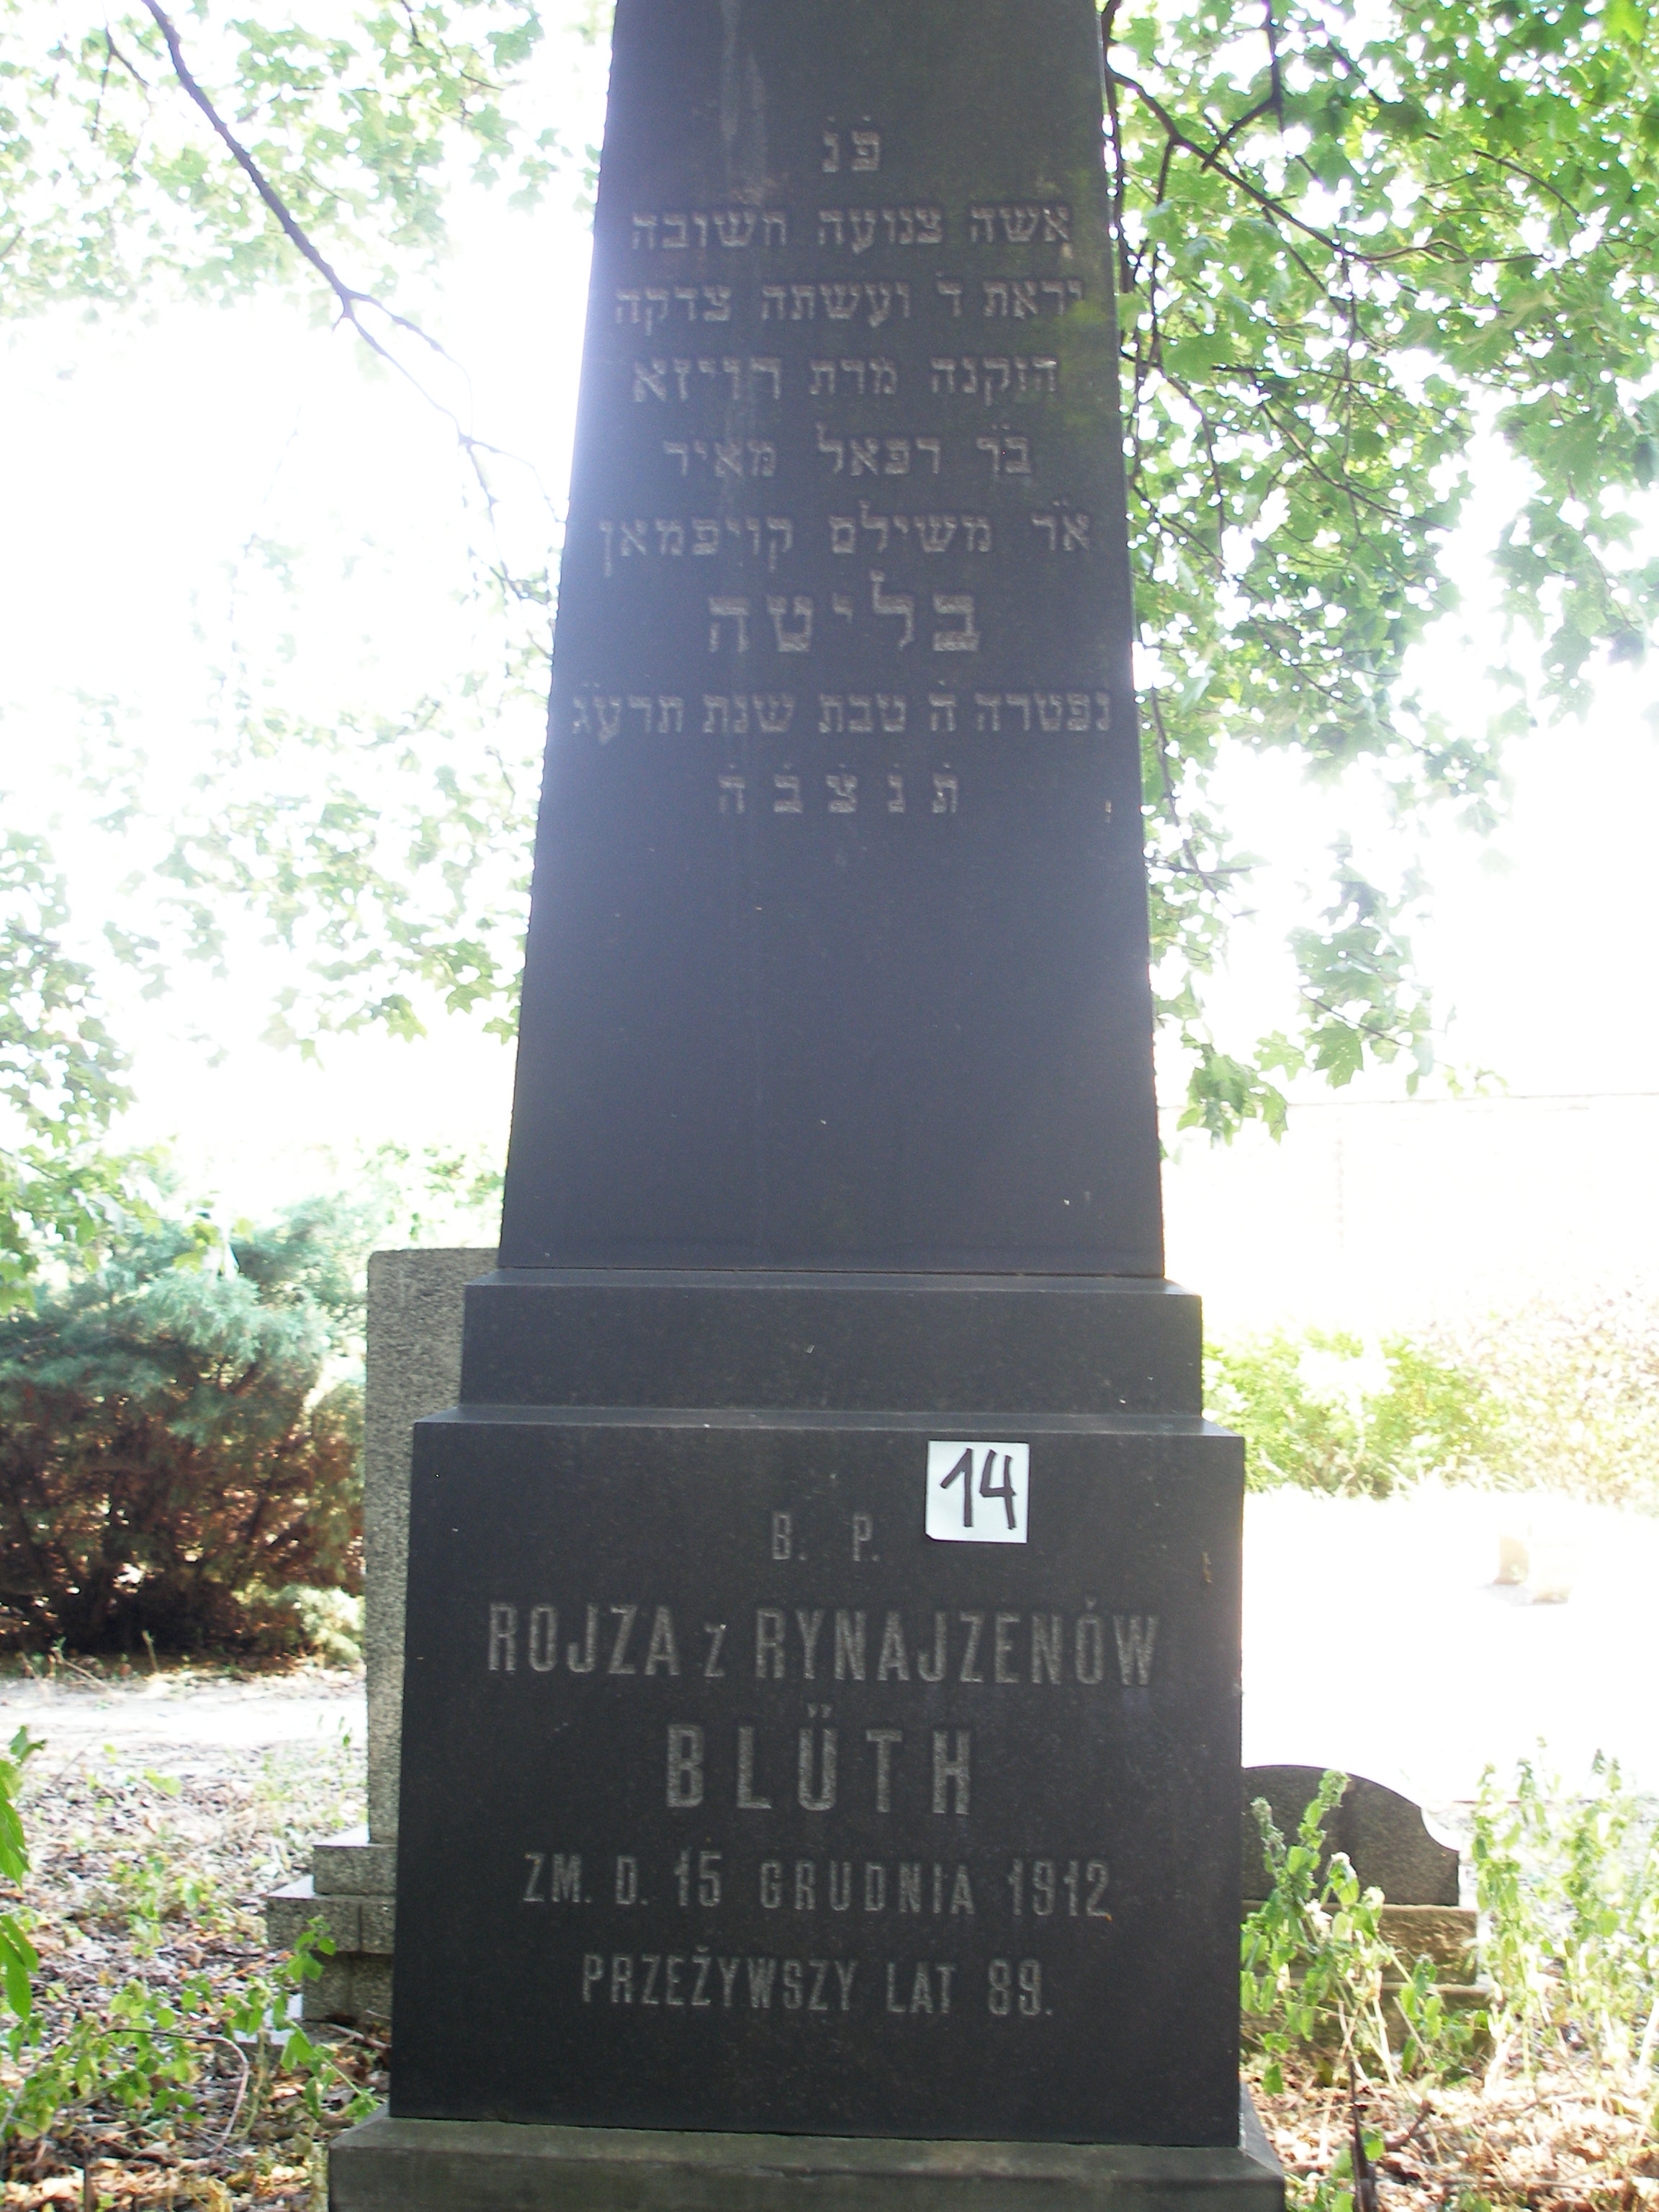 פ׳נ׳
אשה צנועה חשובה
יראת ד ועשתה צדקה
הזקנה מרת רויזא
ב״ר רפאל מאיר
א״ר משילם קויפמאן
בליטה
נפטרה ה טבת שנת תרע״ג
ת׳ נ׳ צ׳ ב׳ ה׳
14
B. P.
ROJZA Z RYNAJZENÓW
BLÜTH
ZM. D. 15 GRUDNIA 1912
PRZEŻYWSZY LAT 89.